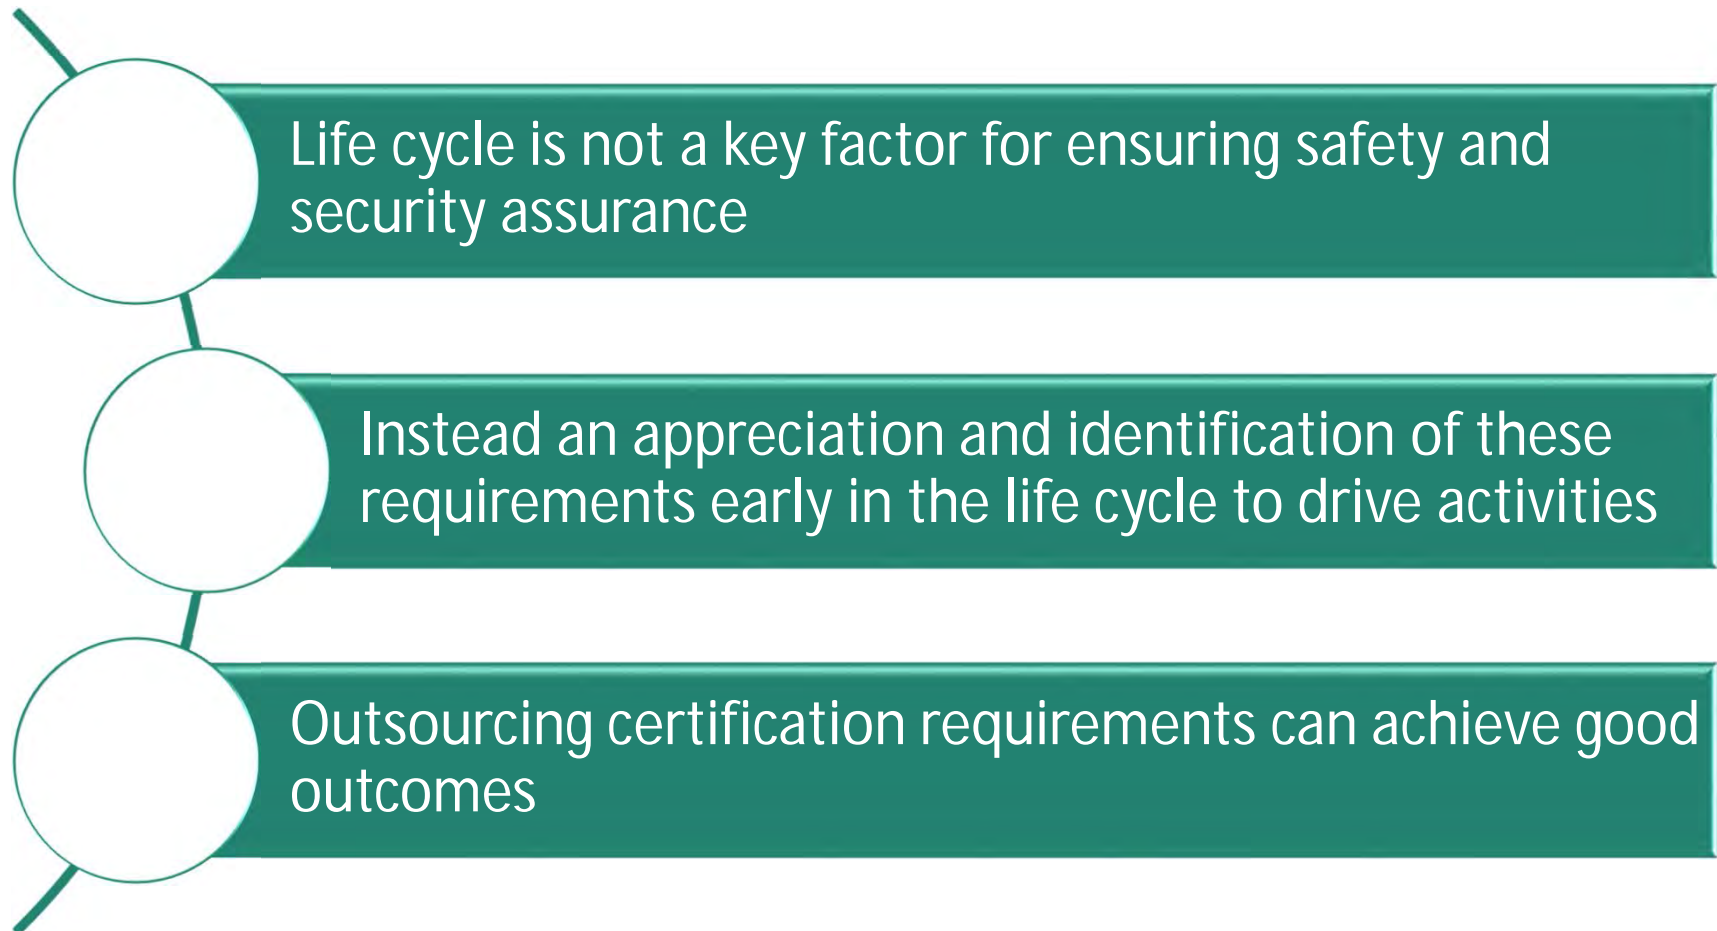 Life cycle is not a key factor for ensuring safety and
security assurance
Instead an appreciation and identification of these
requirements early in the life cycle to drive activities
Outsourcing certification requirements can achieve good
outcomes